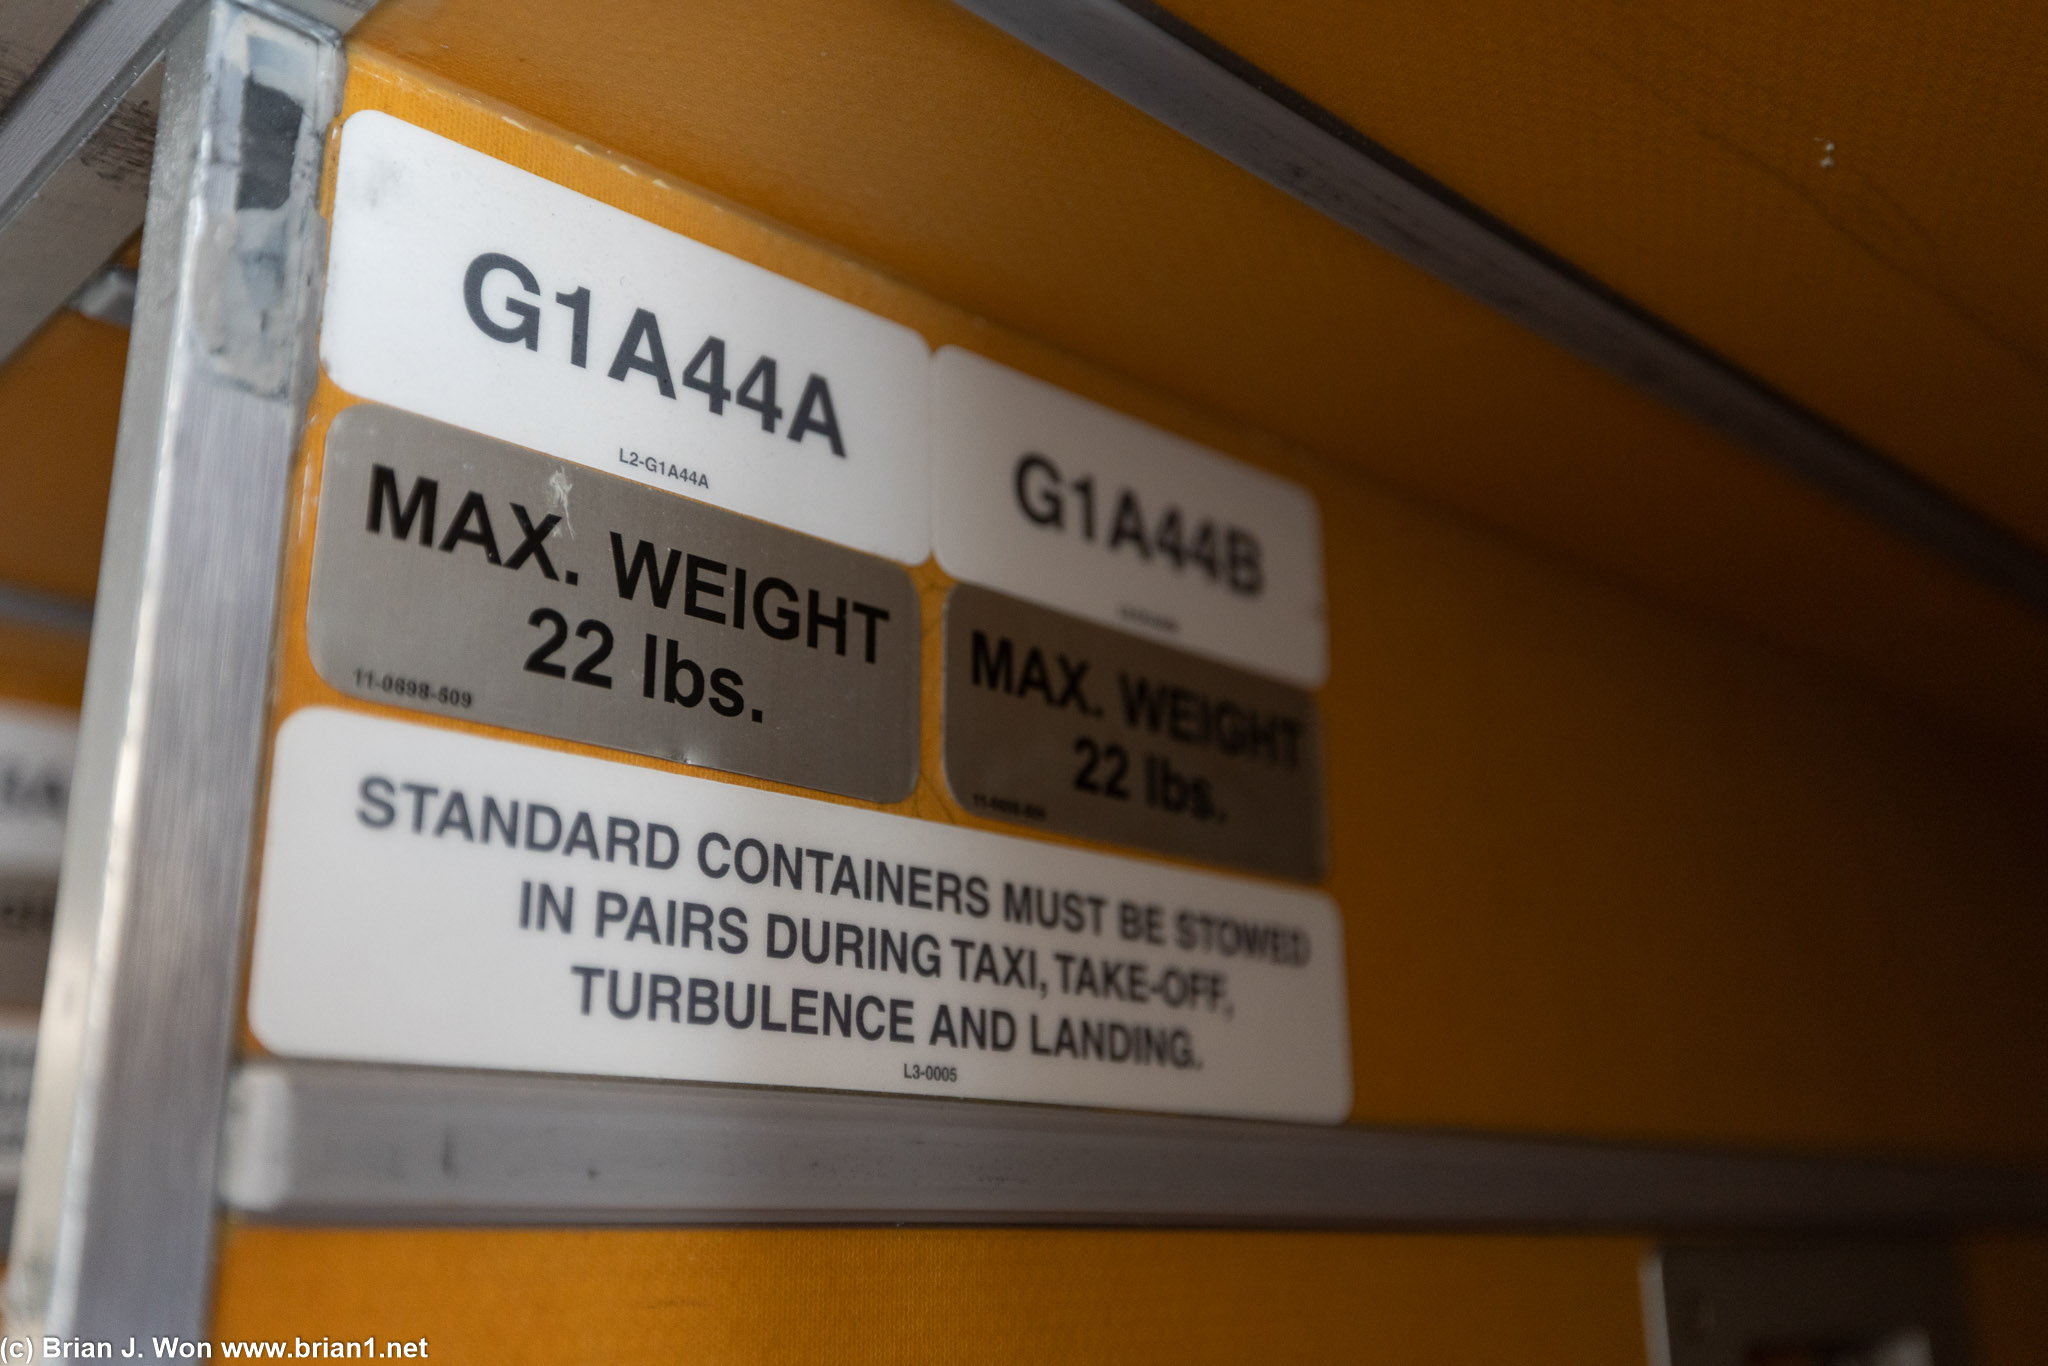 G1A44A
L2-G1A44A
MAX. WEIGHT
22 lbs.
11-0698-509
G1A44B
MAX. WEIGHT
22 lbs.
STANDARD CONTAINERS MUST BE STOWED
IN PAIRS DURING TAXI, TAKE-OFF,
TURBULENCE AND LANDING.
L3-0005
(c) Brian J. Won www.brian1.net